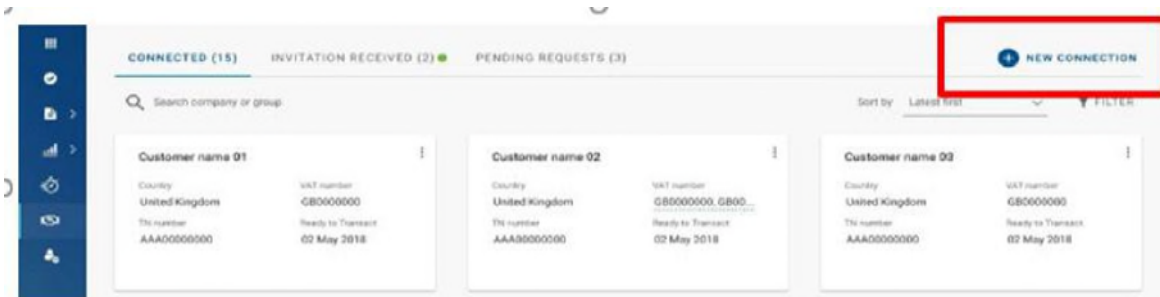 CONNECTED (15) INVITATION RECEIVED (2) PENDING REQUESTS (3) NEW CONNECTION
Search company or group Sort by Latest first FILTER
Customer name 01 Customer name 02 Customer name 03
Country VAT number Country VAT number Country VAT number
United Kingdom GB0000000 United Kingdom GB0000000, GB00... United Kingdom GB0000000
TN number Ready to Transact TN number Ready to Transact TN number Ready to Transact
AAA00000000 02 May 2018 AAA00000000 02 May 2018 AAA00000000 02 May 2018